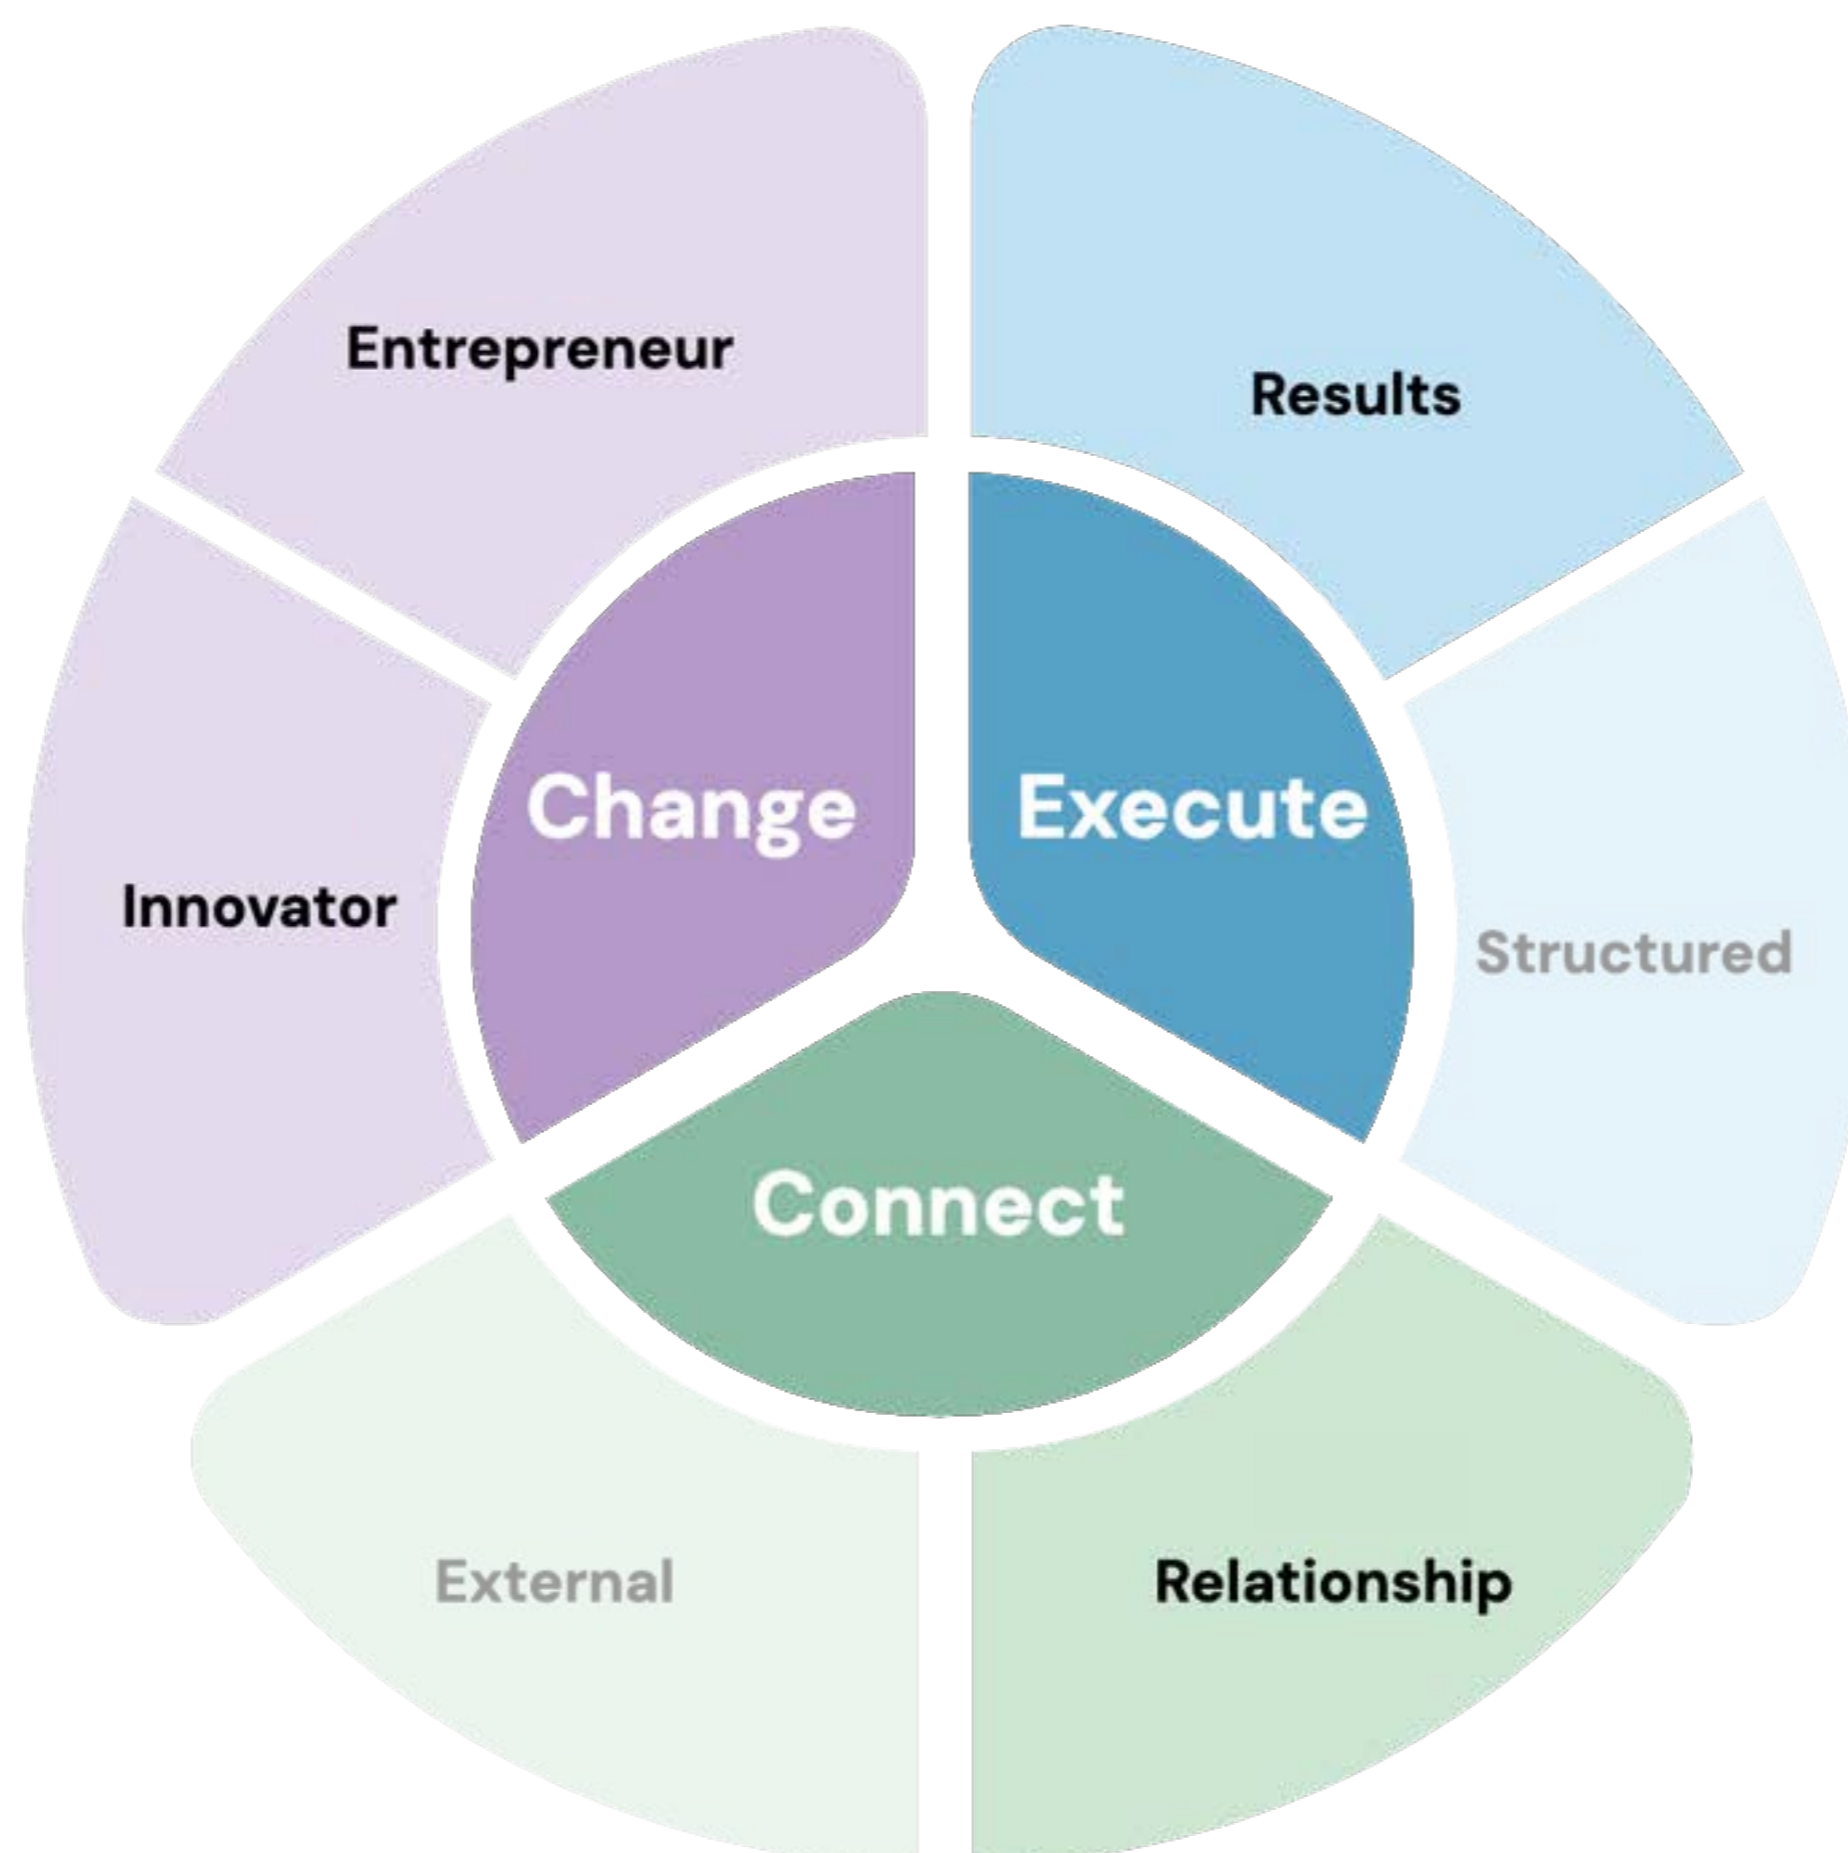 Entrepreneur
Results
Change
Execute
Innovator
Structured
Connect
External
Relationship